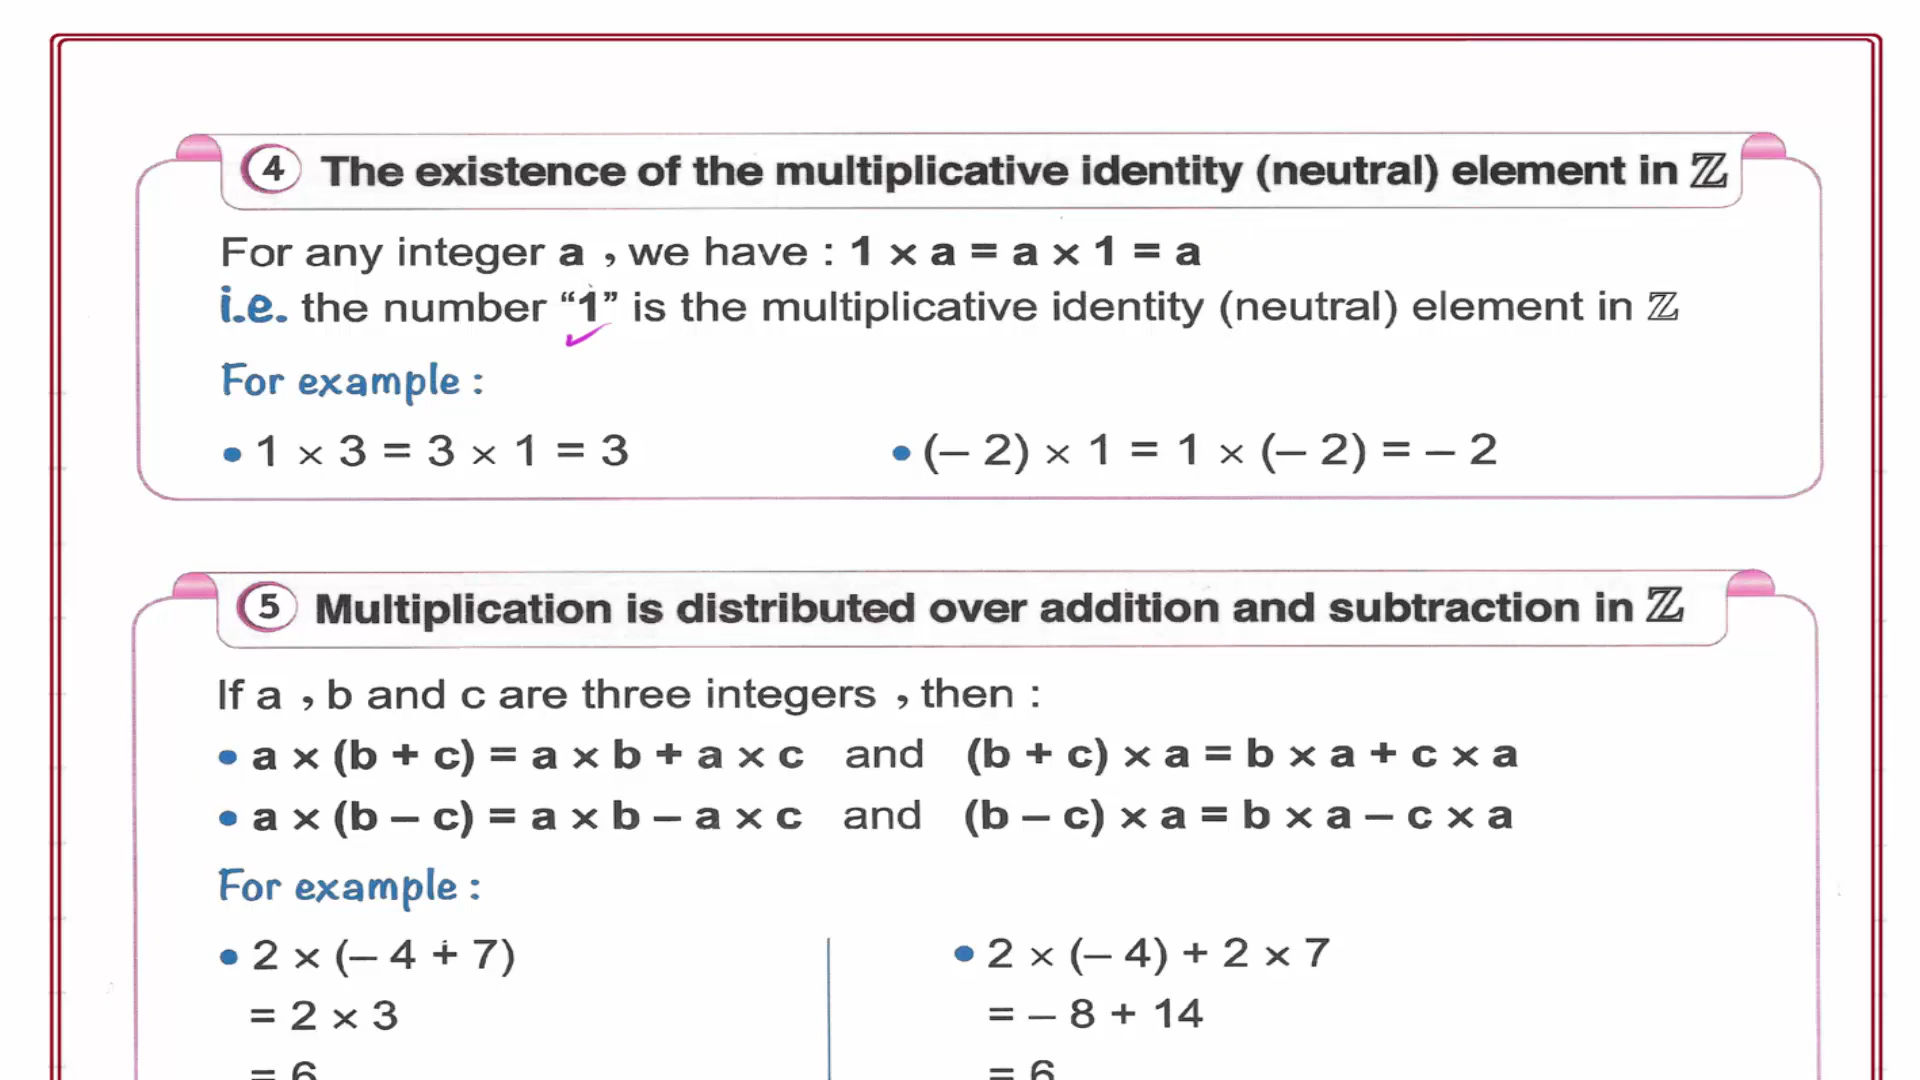 4 The existence of the multiplicative identity (neutral) element in ℤ
For any integer a , we have : 1 × a = a × 1 = a
i.e. the number “1” is the multiplicative identity (neutral) element in ℤ
For example :
• 1 × 3 = 3 × 1 = 3
• (– 2) × 1 = 1 × (– 2) = – 2
5 Multiplication is distributed over addition and subtraction in ℤ
If a , b and c are three integers , then :
• a × (b + c) = a × b + a × c and (b + c) × a = b × a + c × a
• a × (b – c) = a × b – a × c and (b – c) × a = b × a – c × a
For example :
• 2 × (– 4 + 7)
= 2 × 3
= 6
• 2 × (– 4) + 2 × 7
= – 8 + 14
= 6